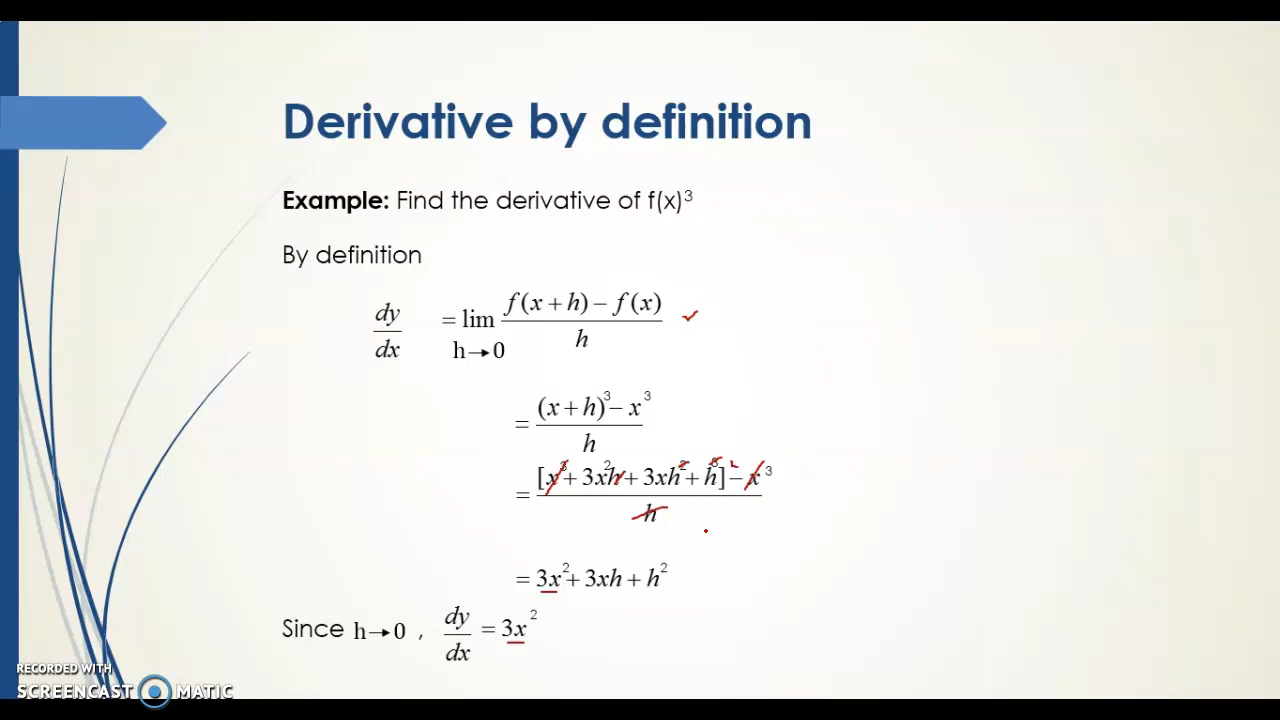 Derivative by definition
Example: Find the derivative of f(x)³
By definition
dy/dx = lim h→0 (f(x + h) − f(x))/h ✓
= ((x + h)³ − x³)/h
= ([x³ + 3x²h + 3xh² + h³] − x³)/h
= 3x² + 3xh + h²
Since h→0 , dy/dx = 3x²
RECORDED WITH
SCREENCAST MATIC